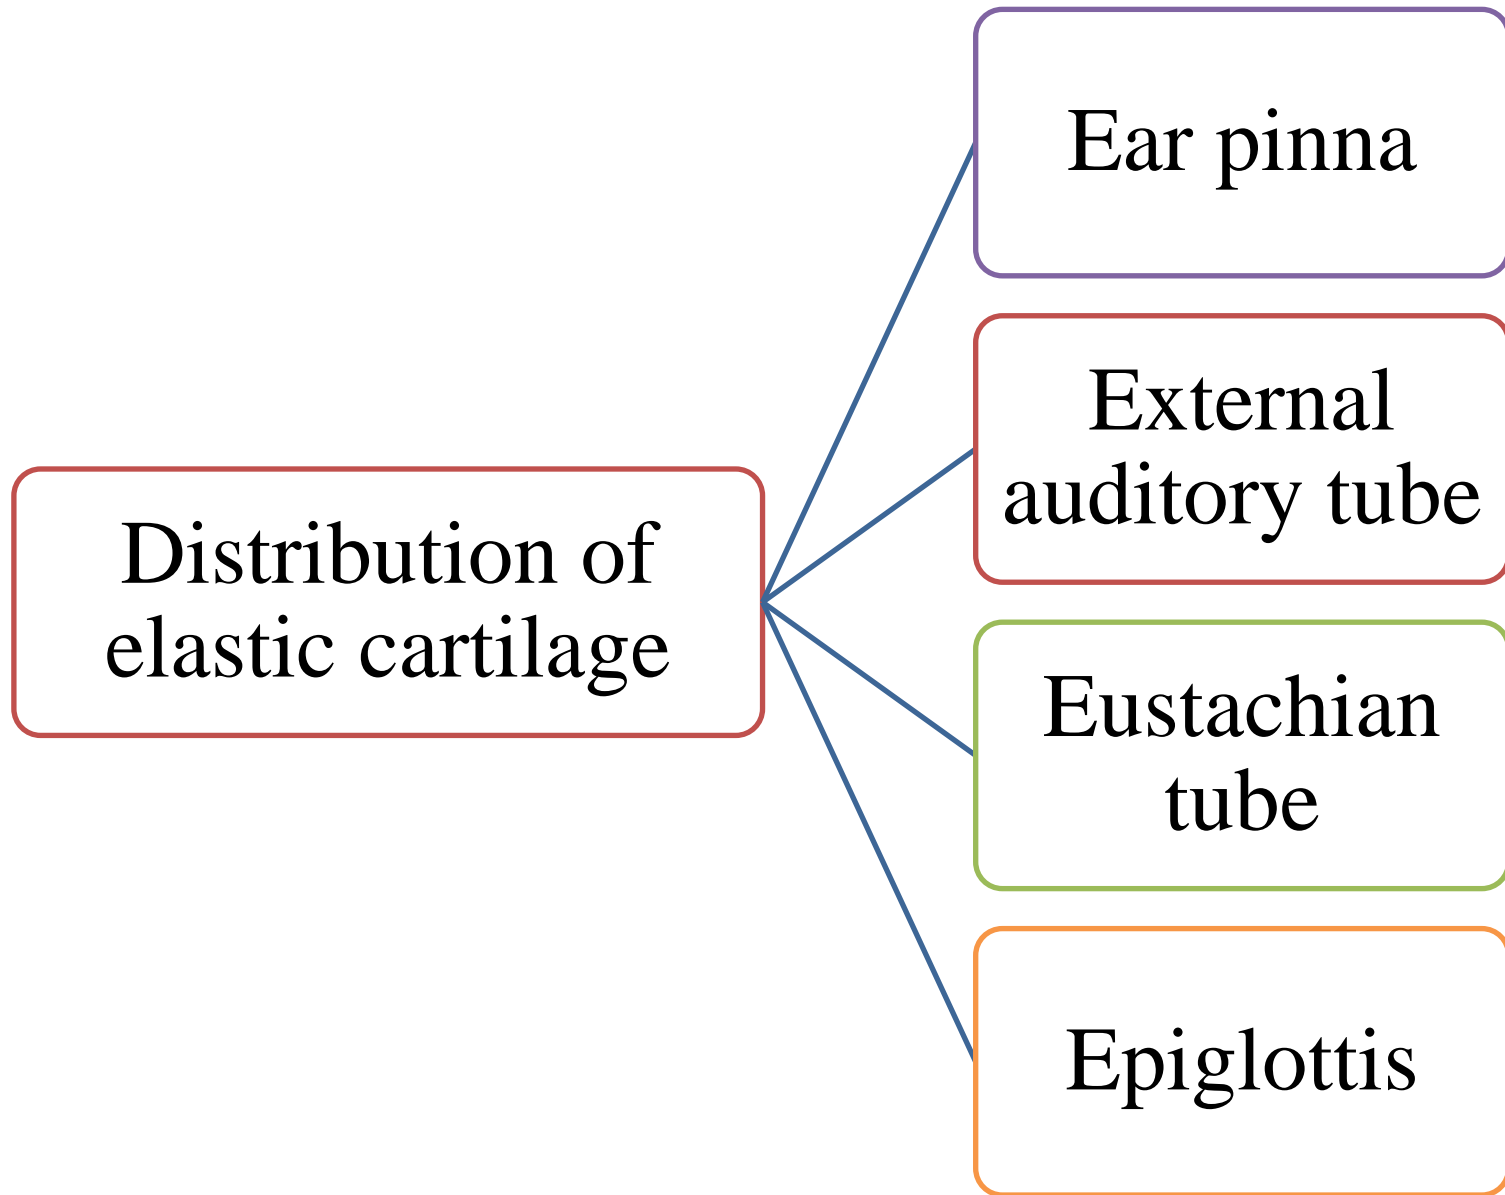 Distribution of
elastic cartilage
Ear pinna
External
auditory tube
Eustachian
tube
Epiglottis